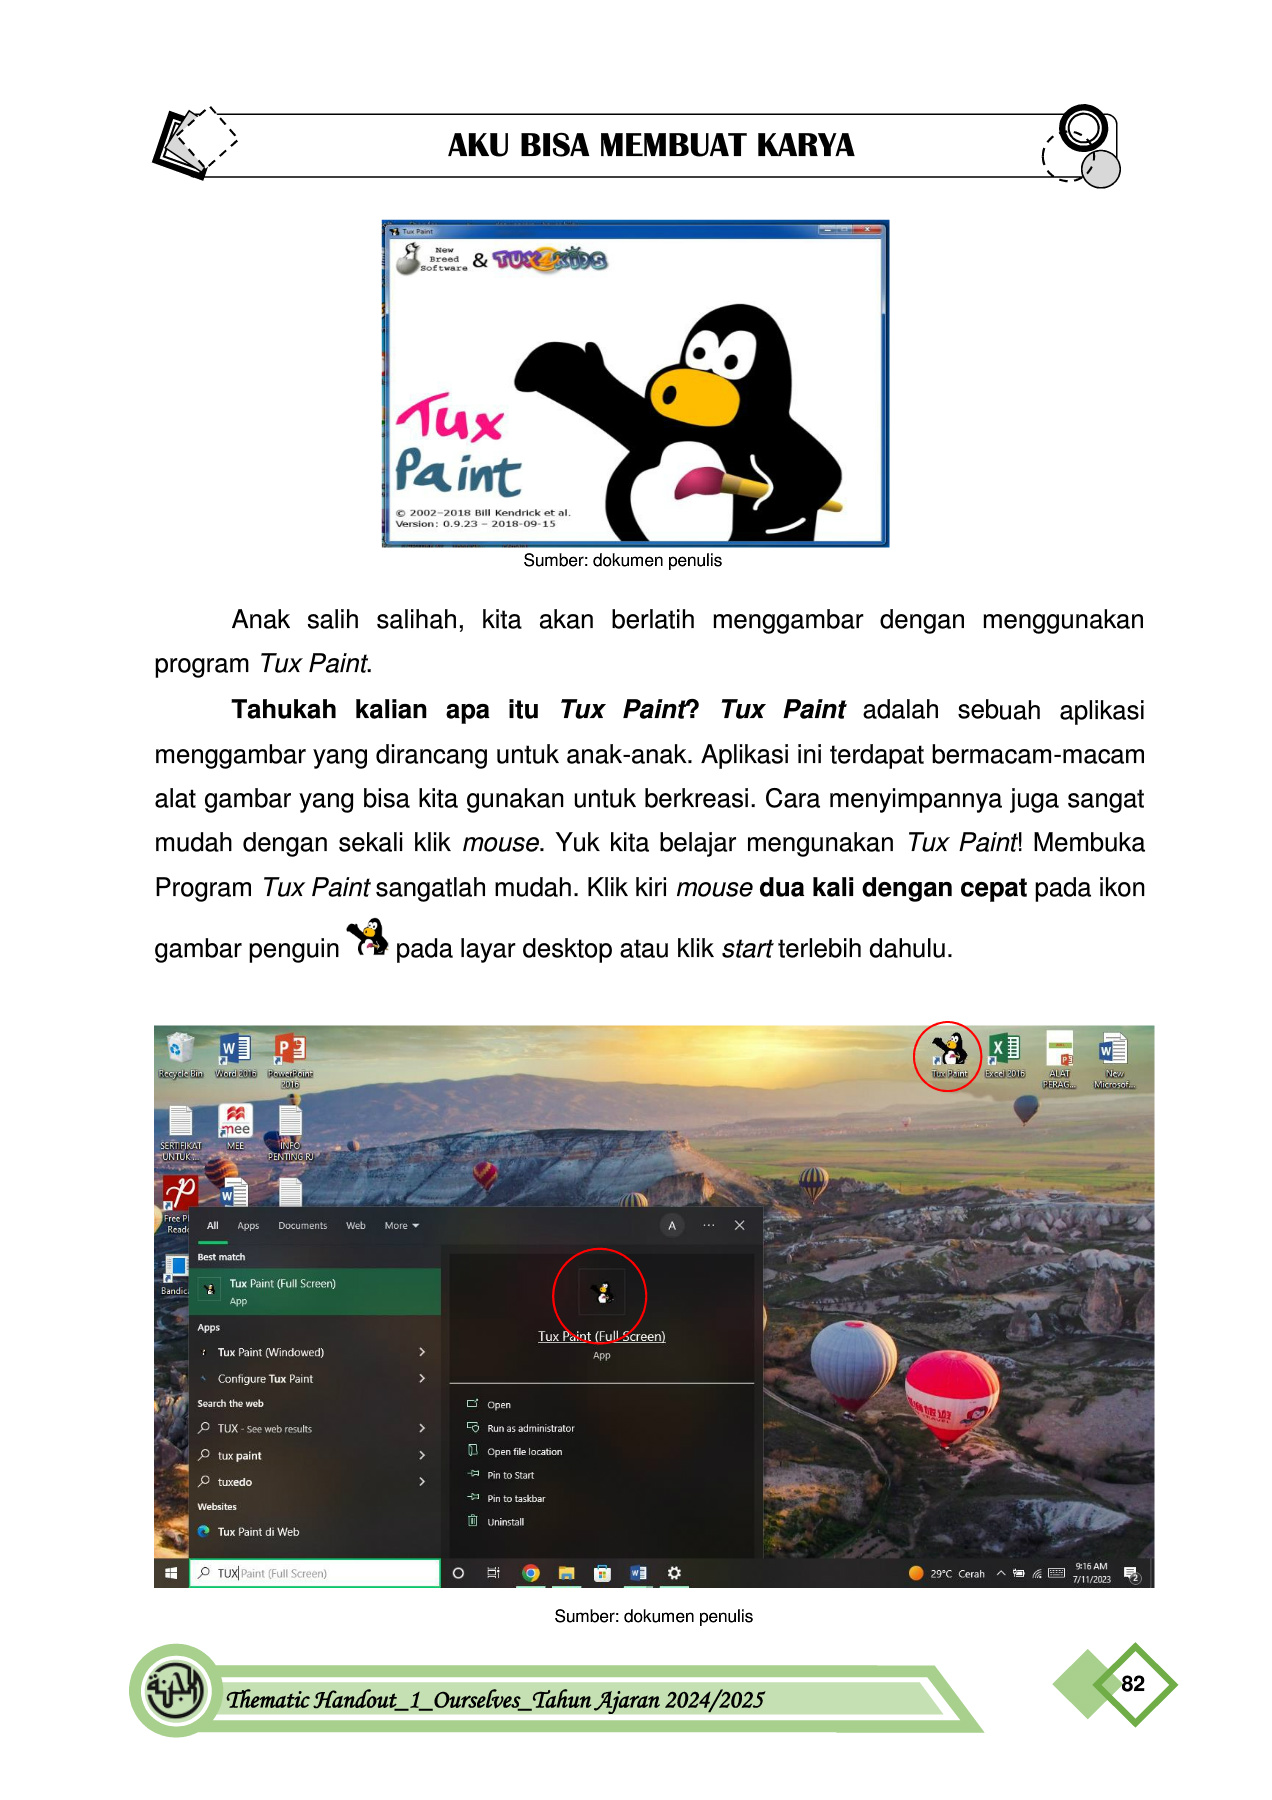 AKU BISA MEMBUAT KARYA
Tux Paint
New
Breed
Software
& TUX4KIDS
Tux
Paint
© 2002–2018 Bill Kendrick et al.
Version: 0.9.23 – 2018-09-15
Sumber: dokumen penulis
Anak salih salihah, kita akan berlatih menggambar dengan menggunakan
program Tux Paint.
Tahukah kalian apa itu Tux Paint? Tux Paint adalah sebuah aplikasi
menggambar yang dirancang untuk anak-anak. Aplikasi ini terdapat bermacam-macam
alat gambar yang bisa kita gunakan untuk berkreasi. Cara menyimpannya juga sangat
mudah dengan sekali klik mouse. Yuk kita belajar mengunakan Tux Paint! Membuka
Program Tux Paint sangatlah mudah. Klik kiri mouse dua kali dengan cepat pada ikon
gambar penguin pada layar desktop atau klik start terlebih dahulu.
Recycle Bin Word 2016 PowerPoint 2016
Tux Paint Excel 2016 ALAT PERAG... New Microsof...
SERTIFIKAT UNTUK... MEE INFO PENTING RJ
mee
Free P
Read
Bandic
All Apps Documents Web More A ···
Best match
Tux Paint (Full Screen)
App
Apps
Tux Paint (Windowed)
Configure Tux Paint
Search the web
TUX - See web results
tux paint
tuxedo
Websites
Tux Paint di Web
Tux Paint (Full Screen)
App
Open
Run as administrator
Open file location
Pin to Start
Pin to taskbar
Uninstall
TUX Paint (Full Screen)
29°C Cerah
9:16 AM
7/11/2023
2
Sumber: dokumen penulis
Thematic Handout_1_Ourselves_Tahun Ajaran 2024/2025
82